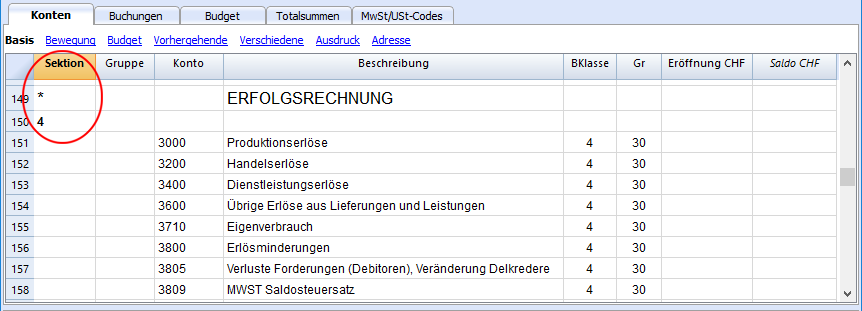 Konten Buchungen Budget Totalsummen MwSt/USt-Codes
Basis Bewegung Budget Vorhergehende Verschiedene Ausdruck Adresse
Sektion Gruppe Konto Beschreibung BKlasse Gr Eröffnung CHF Saldo CHF
149 * ERFOLGSRECHNUNG
150 4
151 3000 Produktionserlöse 4 30
152 3200 Handelserlöse 4 30
153 3400 Dienstleistungserlöse 4 30
154 3600 Übrige Erlöse aus Lieferungen und Leistungen 4 30
155 3710 Eigenverbrauch 4 30
156 3800 Erlösminderungen 4 30
157 3805 Verluste Forderungen (Debitoren), Veränderung Delkredere 4 30
158 3809 MWST Saldosteuersatz 4 30